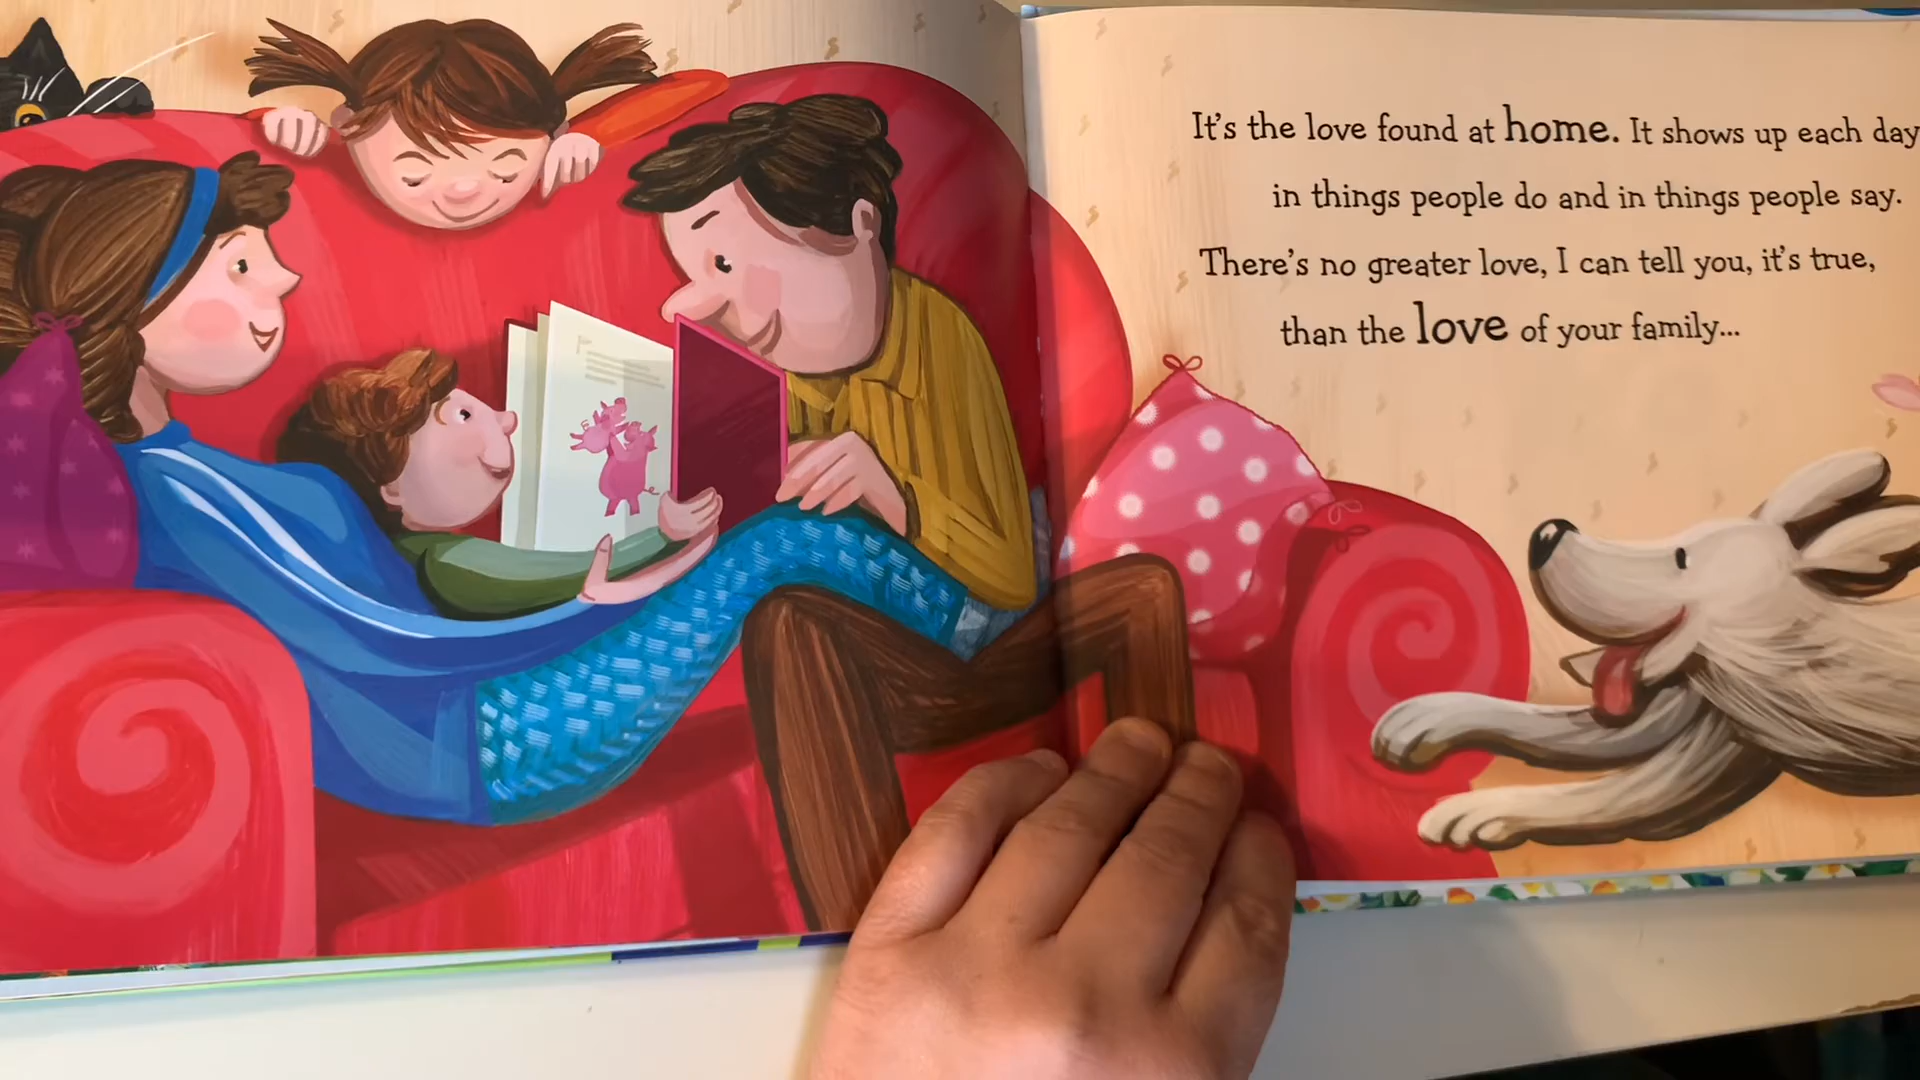 It's the love found at home. It shows up each day
in things people do and in things people say.
There's no greater love, I can tell you, it's true,
than the love of your family...